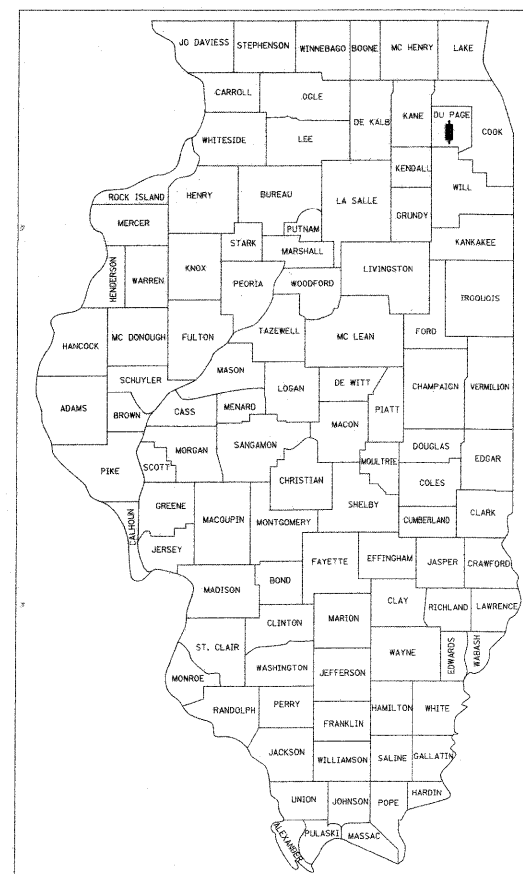 JO DAVIESS STEPHENSON WINNEBAGO BOONE MC HENRY LAKE
CARROLL OGLE DE KALB KANE DU PAGE COOK
WHITESIDE LEE
KENDALL
ROCK ISLAND HENRY BUREAU LA SALLE GRUNDY WILL
MERCER PUTNAM
STARK MARSHALL KANKAKEE
HENDERSON WARREN KNOX PEORIA WOODFORD LIVINGSTON IROQUOIS
HANCOCK MC DONOUGH FULTON TAZEWELL MC LEAN FORD
MASON
SCHUYLER LOGAN DE WITT CHAMPAIGN VERMILION
ADAMS BROWN CASS MENARD PIATT
MACON
MORGAN SANGAMON DOUGLAS
PIKE SCOTT CHRISTIAN MOULTRIE COLES EDGAR
CALHOUN GREENE MACOUPIN MONTGOMERY SHELBY CUMBERLAND CLARK
JERSEY
FAYETTE EFFINGHAM JASPER CRAWFORD
MADISON BOND
CLAY RICHLAND LAWRENCE
CLINTON MARION
ST. CLAIR WAYNE EDWARDS WABASH
WASHINGTON JEFFERSON
MONROE
RANDOLPH PERRY HAMILTON WHITE
FRANKLIN
JACKSON WILLIAMSON SALINE GALLATIN
HARDIN
UNION JOHNSON POPE
ALEXANDER PULASKI MASSAC